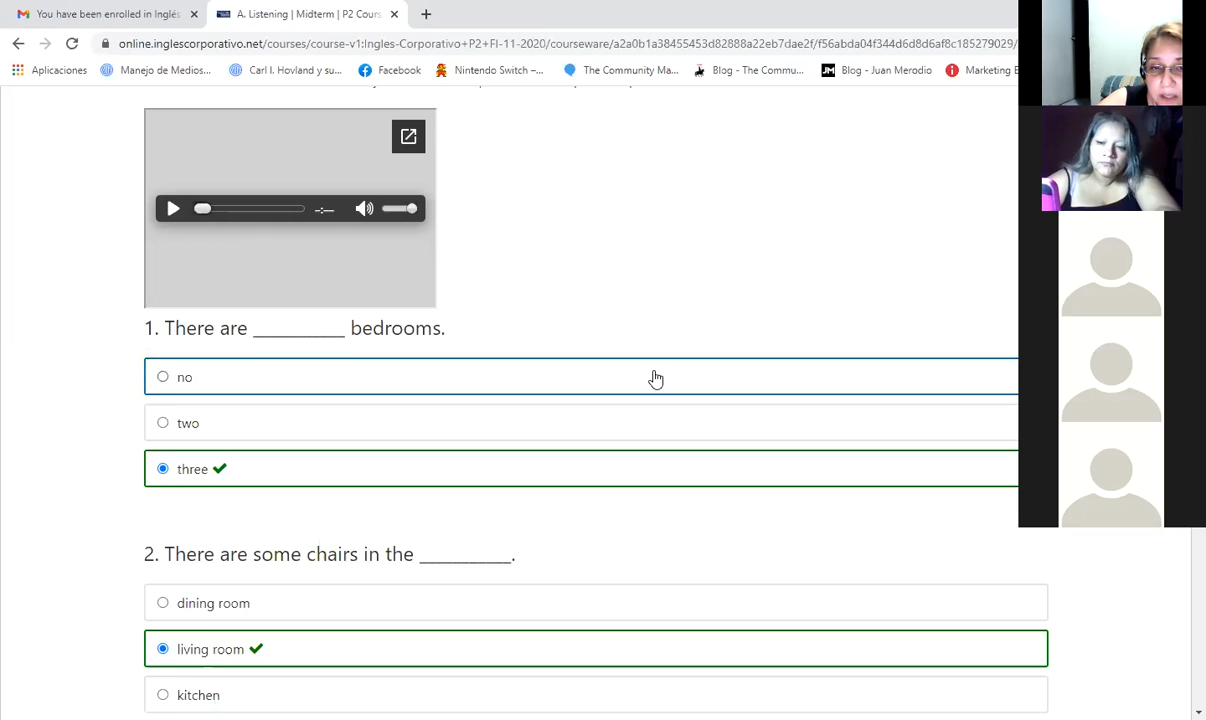 You have been enrolled in Inglés
A. Listening | Midterm | P2 Cours
online.inglescorporativo.net/courses/course-v1:Ingles-Corporativo+P2+FI-11-2020/courseware/a2a0b1a38455453d82888a22eb7dae2f/f56abda04f344d6d8d6af8c185279029/
Aplicaciones
Manejo de Medios...
Carl I. Hovland y su...
Facebook
Nintendo Switch –...
The Community Ma...
Blog - The Commu...
JM Blog - Juan Merodio
Marketing E
-:--
1. There are __________ bedrooms.
no
two
three
2. There are some chairs in the __________.
dining room
living room
kitchen